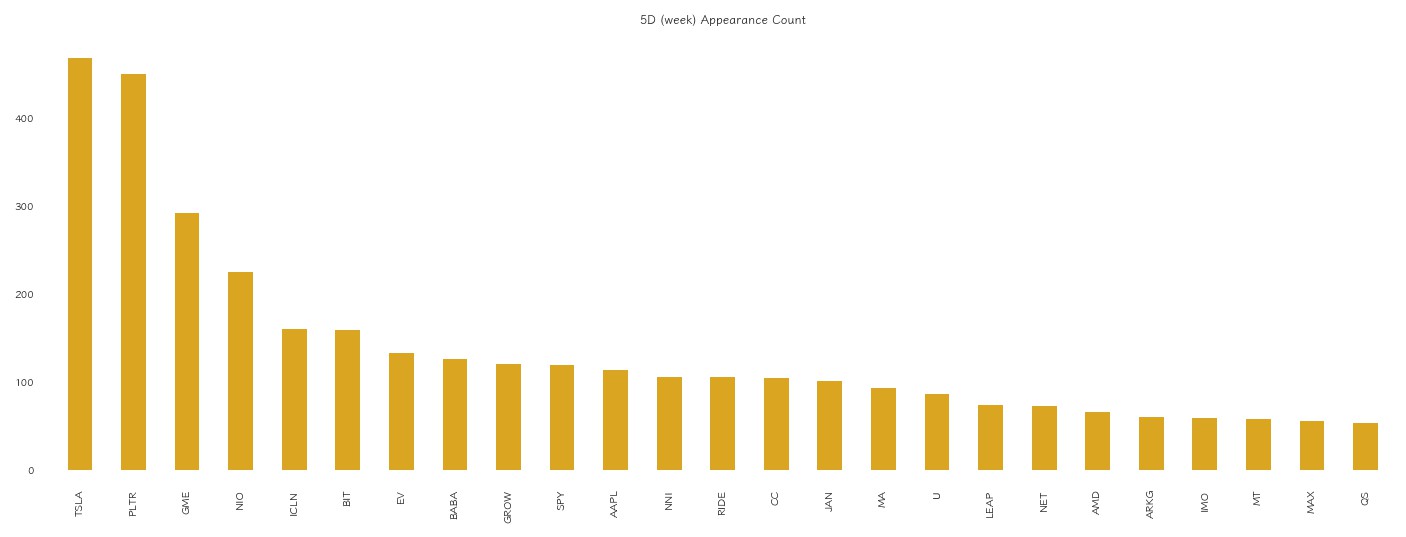 5D (week) Appearance Count
400
300
200
100
0
TSLA
PLTR
GME
NIO
ICLN
BIT
EV
BABA
GROW
SPY
AAPL
NNI
RIDE
CC
JAN
MA
U
LEAP
NET
AMD
ARKG
IMO
MT
MAX
QS